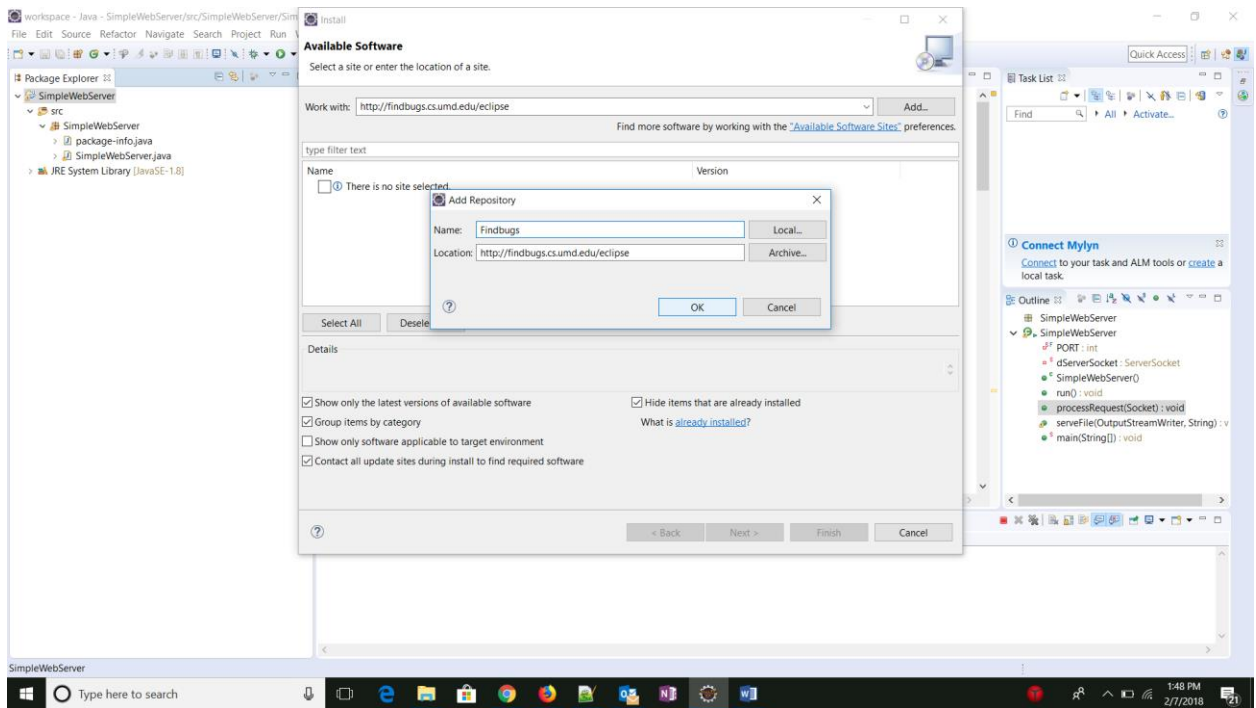 workspace - Java - SimpleWebServer/src/SimpleWebServer/Sim
File Edit Source Refactor Navigate Search Project Run
Quick Access
Package Explorer
SimpleWebServer
src
SimpleWebServer
package-info.java
SimpleWebServer.java
JRE System Library [JavaSE-1.8]
Install
Available Software
Select a site or enter the location of a site.
Work with: http://findbugs.cs.umd.edu/eclipse Add...
Find more software by working with the "Available Software Sites" preferences.
type filter text
Name Version
There is no site selected.
Add Repository
Name: Findbugs Local...
Location: http://findbugs.cs.umd.edu/eclipse Archive...
OK Cancel
Select All Desele
Details
Show only the latest versions of available software Hide items that are already installed
Group items by category What is already installed?
Show only software applicable to target environment
Contact all update sites during install to find required software
< Back Next > Finish Cancel
Task List
Find All Activate...
Connect Mylyn
Connect to your task and ALM tools or create a
local task.
Outline
SimpleWebServer
SimpleWebServer
PORT : int
dServerSocket : ServerSocket
SimpleWebServer()
run() : void
processRequest(Socket) : void
serveFile(OutputStreamWriter, String) : v
main(String[]) : void
SimpleWebServer
Type here to search
1:48 PM
2/7/2018
21